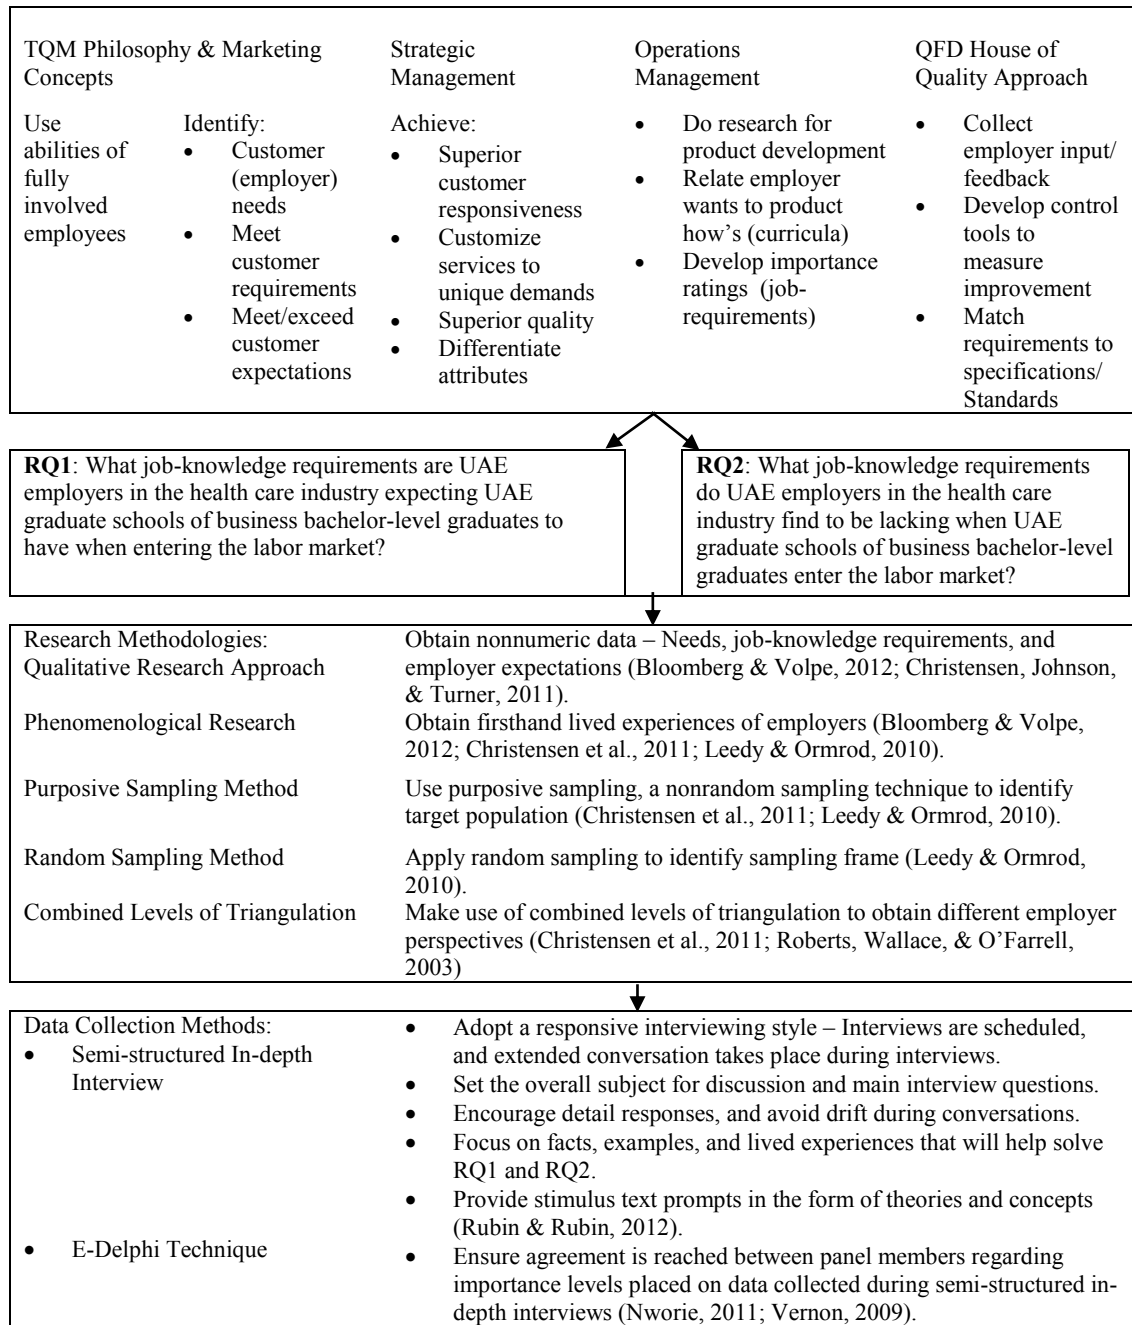 TQM Philosophy & Marketing
Concepts
Use
abilities of
fully
involved
employees
Identify:
• Customer
(employer)
needs
• Meet
customer
requirements
• Meet/exceed
customer
expectations
Strategic
Management
Achieve:
• Superior
customer
responsiveness
• Customize
services to
unique demands
• Superior quality
• Differentiate
attributes
Operations
Management
• Do research for
product development
• Relate employer
wants to product
how's (curricula)
• Develop importance
ratings (job-
requirements)
QFD House of
Quality Approach
• Collect
employer input/
feedback
• Develop control
tools to
measure
improvement
• Match
requirements to
specifications/
Standards
RQ1: What job-knowledge requirements are UAE
employers in the health care industry expecting UAE
graduate schools of business bachelor-level graduates to
have when entering the labor market?
RQ2: What job-knowledge requirements
do UAE employers in the health care
industry find to be lacking when UAE
graduate schools of business bachelor-level
graduates enter the labor market?
Research Methodologies:
Qualitative Research Approach
Obtain nonnumeric data – Needs, job-knowledge requirements, and
employer expectations (Bloomberg & Volpe, 2012; Christensen, Johnson,
& Turner, 2011).
Phenomenological Research
Obtain firsthand lived experiences of employers (Bloomberg & Volpe,
2012; Christensen et al., 2011; Leedy & Ormrod, 2010).
Purposive Sampling Method
Use purposive sampling, a nonrandom sampling technique to identify
target population (Christensen et al., 2011; Leedy & Ormrod, 2010).
Random Sampling Method
Apply random sampling to identify sampling frame (Leedy & Ormrod,
2010).
Combined Levels of Triangulation
Make use of combined levels of triangulation to obtain different employer
perspectives (Christensen et al., 2011; Roberts, Wallace, & O'Farrell,
2003)
Data Collection Methods:
• Semi-structured In-depth
Interview
• Adopt a responsive interviewing style – Interviews are scheduled,
and extended conversation takes place during interviews.
• Set the overall subject for discussion and main interview questions.
• Encourage detail responses, and avoid drift during conversations.
• Focus on facts, examples, and lived experiences that will help solve
RQ1 and RQ2.
• Provide stimulus text prompts in the form of theories and concepts
(Rubin & Rubin, 2012).
• E-Delphi Technique
• Ensure agreement is reached between panel members regarding
importance levels placed on data collected during semi-structured in-
depth interviews (Nworie, 2011; Vernon, 2009).